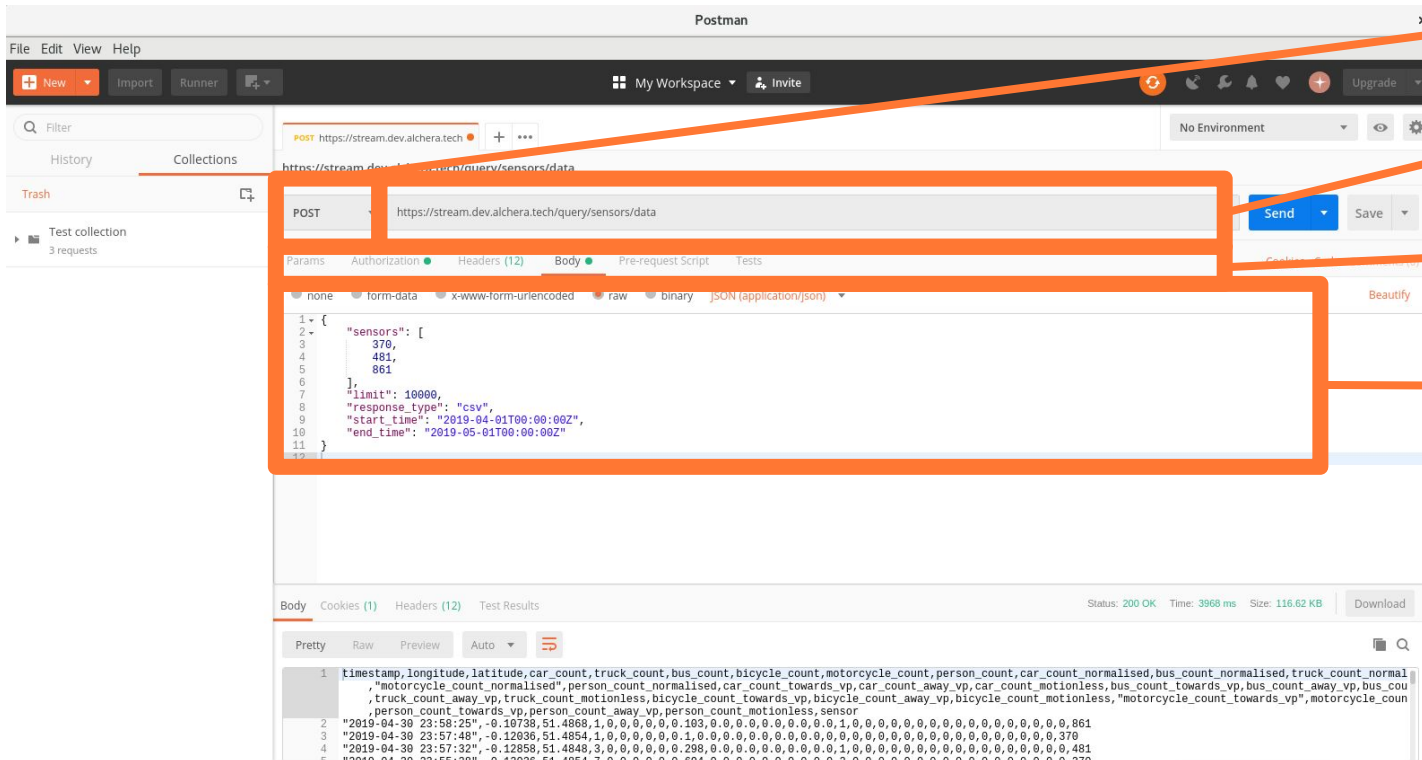 Postman
File Edit View Help
New Import Runner My Workspace Invite Upgrade
Filter
History Collections
Trash
Test collection
3 requests
POST https://stream.dev.alchera.tech
No Environment
https://stream.dev.alchera.tech/query/sensors/data
POST https://stream.dev.alchera.tech/query/sensors/data Send Save
Params Authorization Headers (12) Body Pre-request Script Tests Cookies
none form-data x-www-form-urlencoded raw binary JSON (application/json) Beautify
1 {
2 "sensors": [
3 370,
4 481,
5 861
6 ],
7 "limit": 10000,
8 "response_type": "csv",
9 "start_time": "2019-04-01T00:00:00Z",
10 "end_time": "2019-05-01T00:00:00Z"
11 }
12
Body Cookies (1) Headers (12) Test Results Status: 200 OK Time: 3968 ms Size: 116.62 KB Download
Pretty Raw Preview Auto
1 timestamp,longitude,latitude,car_count,truck_count,bus_count,bicycle_count,motorcycle_count,person_count,car_count_normalised,bus_count_normalised,truck_count_normal
,"motorcycle_count_normalised",person_count_normalised,car_count_towards_vp,car_count_away_vp,car_count_motionless,bus_count_towards_vp,bus_count_away_vp,bus_cou
,truck_count_away_vp,truck_count_motionless,bicycle_count_towards_vp,bicycle_count_away_vp,bicycle_count_motionless,"motorcycle_count_towards_vp",motorcycle_coun
,person_count_towards_vp,person_count_away_vp,person_count_motionless,sensor
2 "2019-04-30 23:58:25",-0.10738,51.4868,1,0,0,0,0,0,0.103,0.0,0.0,0.0,0.0,0.0,1,0,0,0,0,0,0,0,0,0,0,0,0,0,0,0,0,0,861
3 "2019-04-30 23:57:48",-0.12036,51.4854,1,0,0,0,0,0,0.1,0.0,0.0,0.0,0.0,0.0,0,0,0,0,0,0,0,0,0,0,0,0,0,0,0,0,0,0,370
4 "2019-04-30 23:57:32",-0.12858,51.4848,3,0,0,0,0,0,0.298,0.0,0.0,0.0,0.0,0.0,1,0,0,0,0,0,0,0,0,0,0,0,0,0,0,0,0,0,481